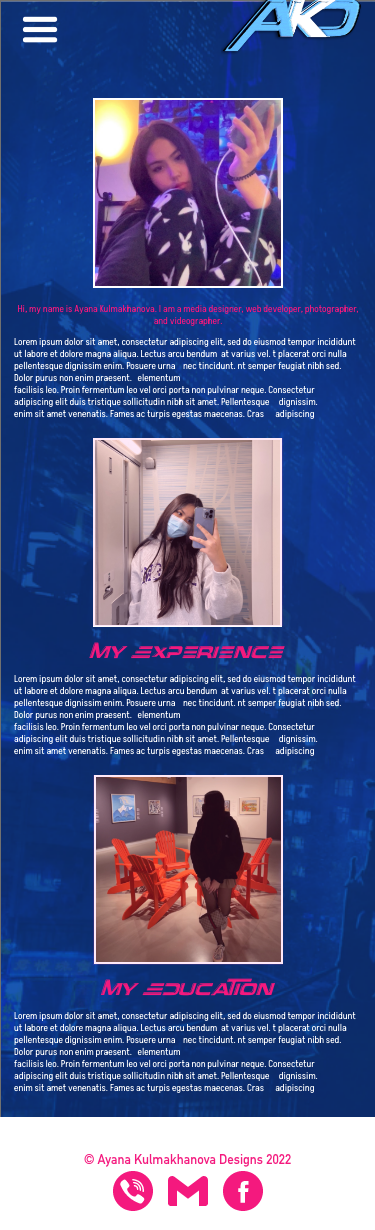 AKD
Hi, my name is Ayana Kulmakhanova. I am a media designer, web developer, photographer,
and videographer.
Lorem ipsum dolor sit amet, consectetur adipiscing elit, sed do eiusmod tempor incididunt
ut labore et dolore magna aliqua. Lectus arcu bendum at varius vel. t placerat orci nulla
pellentesque dignissim enim. Posuere urna nec tincidunt. nt semper feugiat nibh sed.
Dolor purus non enim praesent. elementum
facilisis leo. Proin fermentum leo vel orci porta non pulvinar neque. Consectetur
adipiscing elit duis tristique sollicitudin nibh sit amet. Pellentesque dignissim.
enim sit amet venenatis. Fames ac turpis egestas maecenas. Cras adipiscing
My Experience
Lorem ipsum dolor sit amet, consectetur adipiscing elit, sed do eiusmod tempor incididunt
ut labore et dolore magna aliqua. Lectus arcu bendum at varius vel. t placerat orci nulla
pellentesque dignissim enim. Posuere urna nec tincidunt. nt semper feugiat nibh sed.
Dolor purus non enim praesent. elementum
facilisis leo. Proin fermentum leo vel orci porta non pulvinar neque. Consectetur
adipiscing elit duis tristique sollicitudin nibh sit amet. Pellentesque dignissim.
enim sit amet venenatis. Fames ac turpis egestas maecenas. Cras adipiscing
My Education
Lorem ipsum dolor sit amet, consectetur adipiscing elit, sed do eiusmod tempor incididunt
ut labore et dolore magna aliqua. Lectus arcu bendum at varius vel. t placerat orci nulla
pellentesque dignissim enim. Posuere urna nec tincidunt. nt semper feugiat nibh sed.
Dolor purus non enim praesent. elementum
facilisis leo. Proin fermentum leo vel orci porta non pulvinar neque. Consectetur
adipiscing elit duis tristique sollicitudin nibh sit amet. Pellentesque dignissim.
enim sit amet venenatis. Fames ac turpis egestas maecenas. Cras adipiscing
© Ayana Kulmakhanova Designs 2022